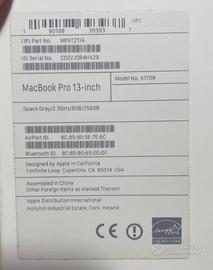 UPC
1 90198 39393 7
(1P) Part No. MPXT2T/A
(S) Serial No. C02VJ0R4HV29
MacBook Pro 13-inch
Model No. A1708
Space Gray/2.3GHz/8GB/256GB
AirPort ID:
8C:85:90:5E:7E:6C
Bluetooth ID:
8C:85:90:65:0D:D1
Designed by Apple in California
1 Infinite Loop Cupertino CA 95014 USA
Assembled in China
Other Items as Marked Thereon
Apple Distribution International
Hollyhill Industrial Estate, Cork, Ireland
ENERGY STAR